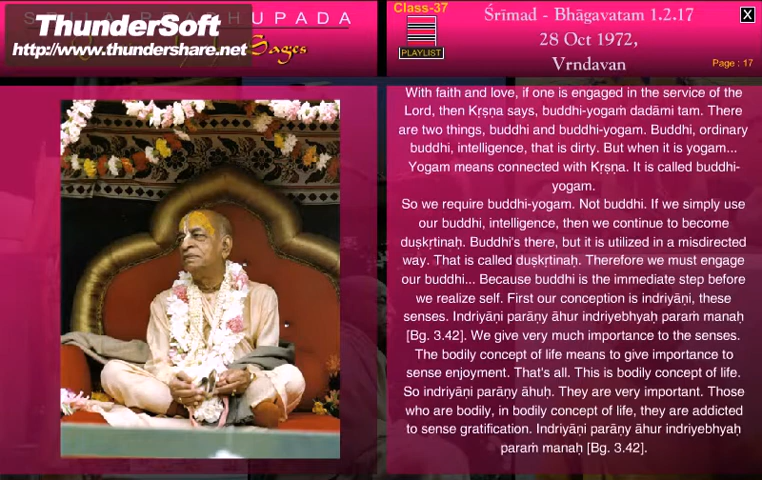 ThunderSoft
http://www.thundershare.net
HUPADA
Sages
Class-37
PLAYLIST
Śrīmad - Bhāgavatam 1.2.17
28 Oct 1972,
Vrndavan
X
Page : 17
With faith and love, if one is engaged in the service of the
Lord, then Kṛṣṇa says, buddhi-yogaṁ dadāmi tam. There
are two things, buddhi and buddhi-yogam. Buddhi, ordinary
buddhi, intelligence, that is dirty. But when it is yogam...
Yogam means connected with Kṛṣṇa. It is called buddhi-
yogam.
So we require buddhi-yogam. Not buddhi. If we simply use
our buddhi, intelligence, then we continue to become
duṣkṛtinaḥ. Buddhi's there, but it is utilized in a misdirected
way. That is called duṣkṛtinaḥ. Therefore we must engage
our buddhi... Because buddhi is the immediate step before
we realize self. First our conception is indriyāṇi, these
senses. Indriyāṇi parāṇy āhur indriyebhyaḥ paraṁ manaḥ
[Bg. 3.42]. We give very much importance to the senses.
The bodily concept of life means to give importance to
sense enjoyment. That's all. This is bodily concept of life.
So indriyāṇi parāṇy āhuḥ. They are very important. Those
who are bodily, in bodily concept of life, they are addicted
to sense gratification. Indriyāṇi parāṇy āhur indriyebhyaḥ
paraṁ manaḥ [Bg. 3.42].